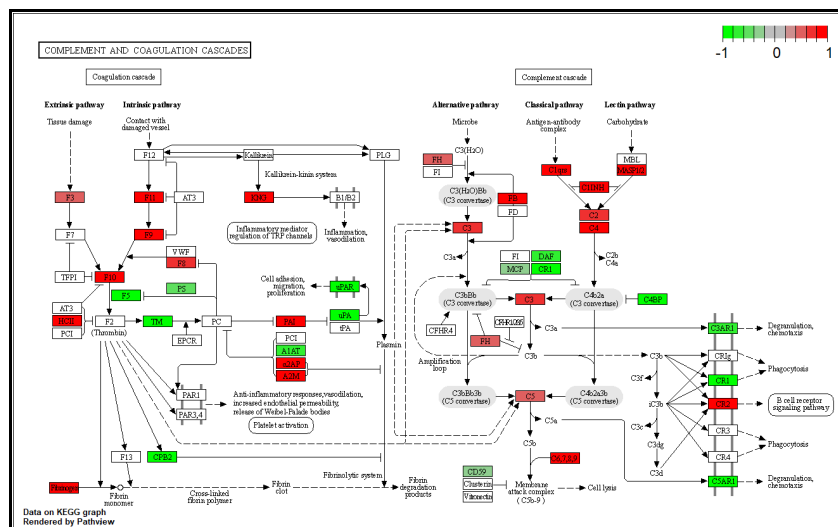 -1 0 1
COMPLEMENT AND COAGULATION CASCADES
Coagulation cascade
Complement cascade
Extrinsic pathway
Intrinsic pathway
Alternative pathway
Classical pathway
Lectin pathway
Tissue damage
Contact with
damaged vessel
Microbe
Antigen-antibody
complex
Carbohydrate
F12
Kallikrein
PLG
C3(H2O)
FH
FI
MBL
MASP1/2
C1qrs
C1INH
Kallikrein-kinin system
F3
F11
AT3
KNG
B1/B2
C3(H2O)Bb
(C3 convertase)
FB
FD
C2
C4
F7
F9
Inflammatory mediator
regulation of TRP channels
Inflammation,
vasodilation
C3
C3a
C2b
C4a
VWF
F8
TFPI
F10
FI
DAF
MCP
CR1
Cell adhesion,
migration,
proliferation
uPAR
F5
PS
C3bBb
(C3 convertase)
C3
C4b2a
(C3 convertase)
C4BP
AT3
HCII
PCI
F2
(Thrombin)
TM
PC
EPCR
PAI
uPA
tPA
CFHR4
FH
C3a
C3b
C3AR1
Degranulation,
chemotaxis
PCI
A1AT
α2AP
A2M
Plasmin
Amplification
loop
C3b
C3f
iC3b
C3c
C3dg
C3d
CRIg
CR1
CR2
CR3
CR4
C5AR1
Phagocytosis
B cell receptor
signaling pathway
Phagocytosis
Degranulation,
chemotaxis
PAR1
PAR3,4
Anti-inflammatory responses, vasodilation,
increased endothelial permeability,
release of Weibel-Palade bodies
Platelet activation
C3bBb3b
(C5 convertase)
C5
C4b2a3b
(C5 convertase)
C5a
C5b
F13
CPB2
Fibrinolytic system
CD59
Clusterin
Vitronectin
C6,7,8,9
Membrane
attack complex
(C5b-9)
Cell lysis
Fibrin
monomer
Cross-linked
fibrin polymer
Fibrin
clot
Fibrin
degradation
products
Data on KEGG graph
Rendered by Pathview